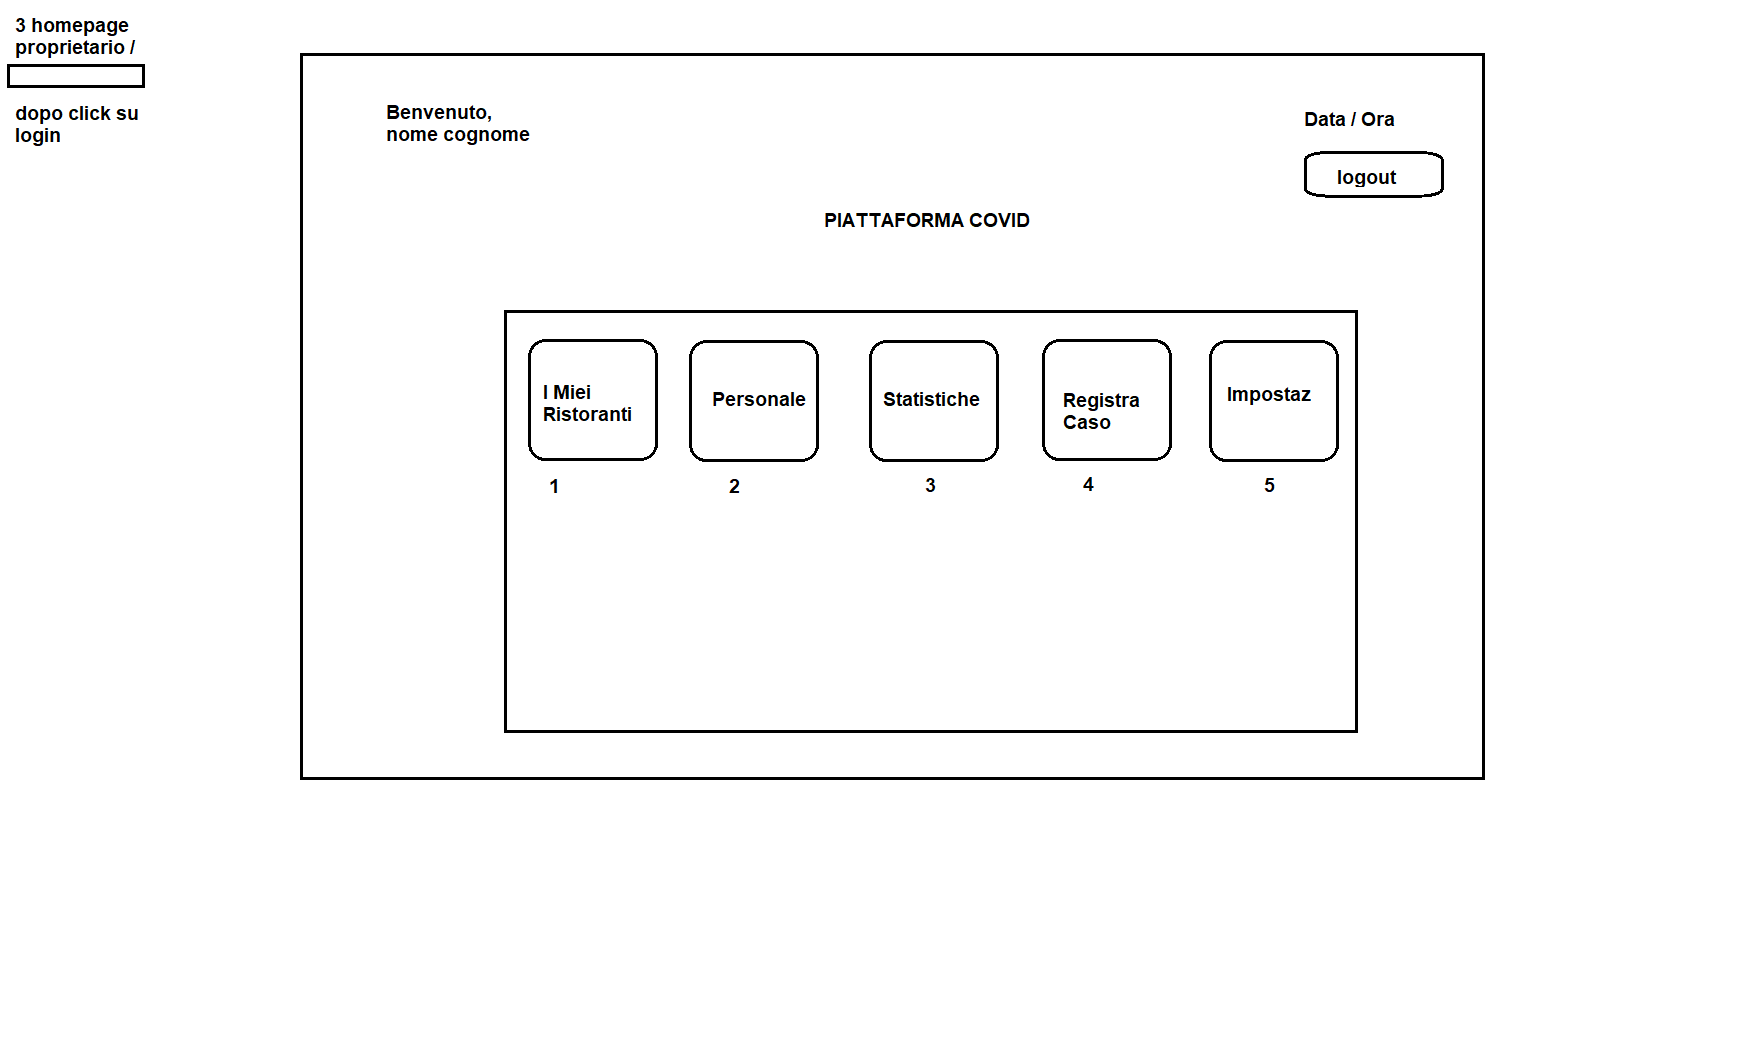 3 homepage
proprietario /
dopo click su
login
Benvenuto,
nome cognome
Data / Ora
logout
PIATTAFORMA COVID
I Miei
Ristoranti
Personale
Statistiche
Registra
Caso
Impostaz
1
2
3
4
5